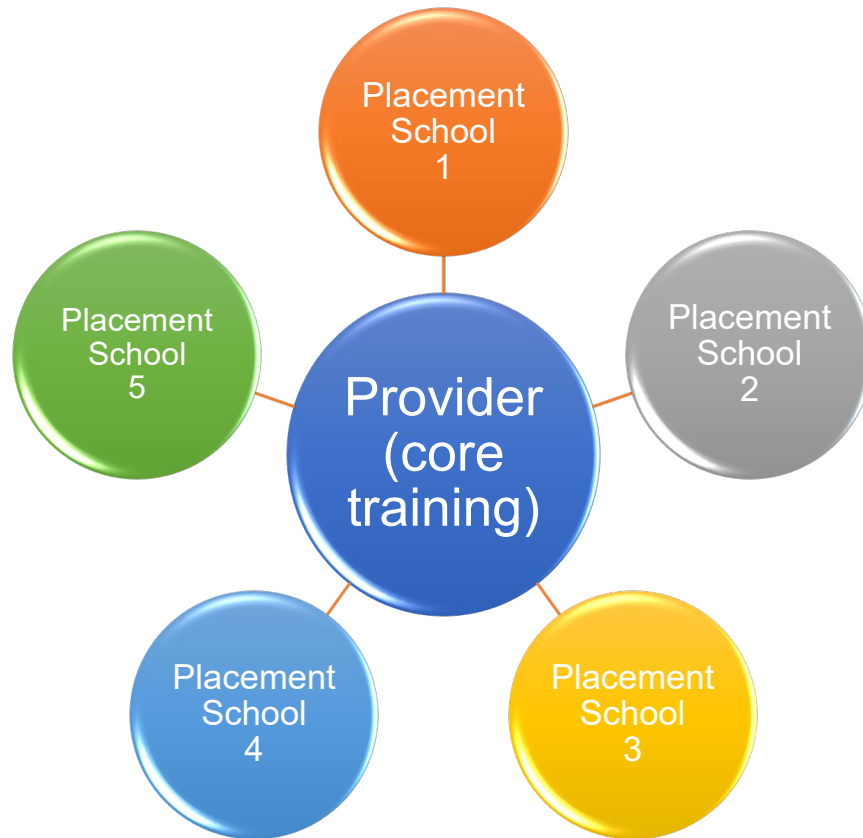 Placement
School
1
Placement
School
5
Placement
School
2
Provider
(core
training)
Placement
School
4
Placement
School
3